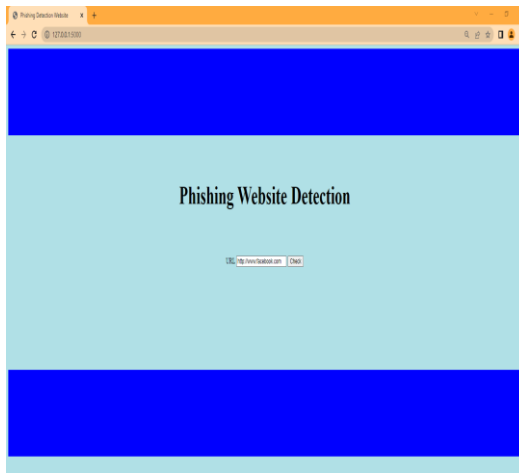 Phishing Detection Website
127.0.0.1:5000
Phishing Website Detection
URL http://www.facebook.com Check